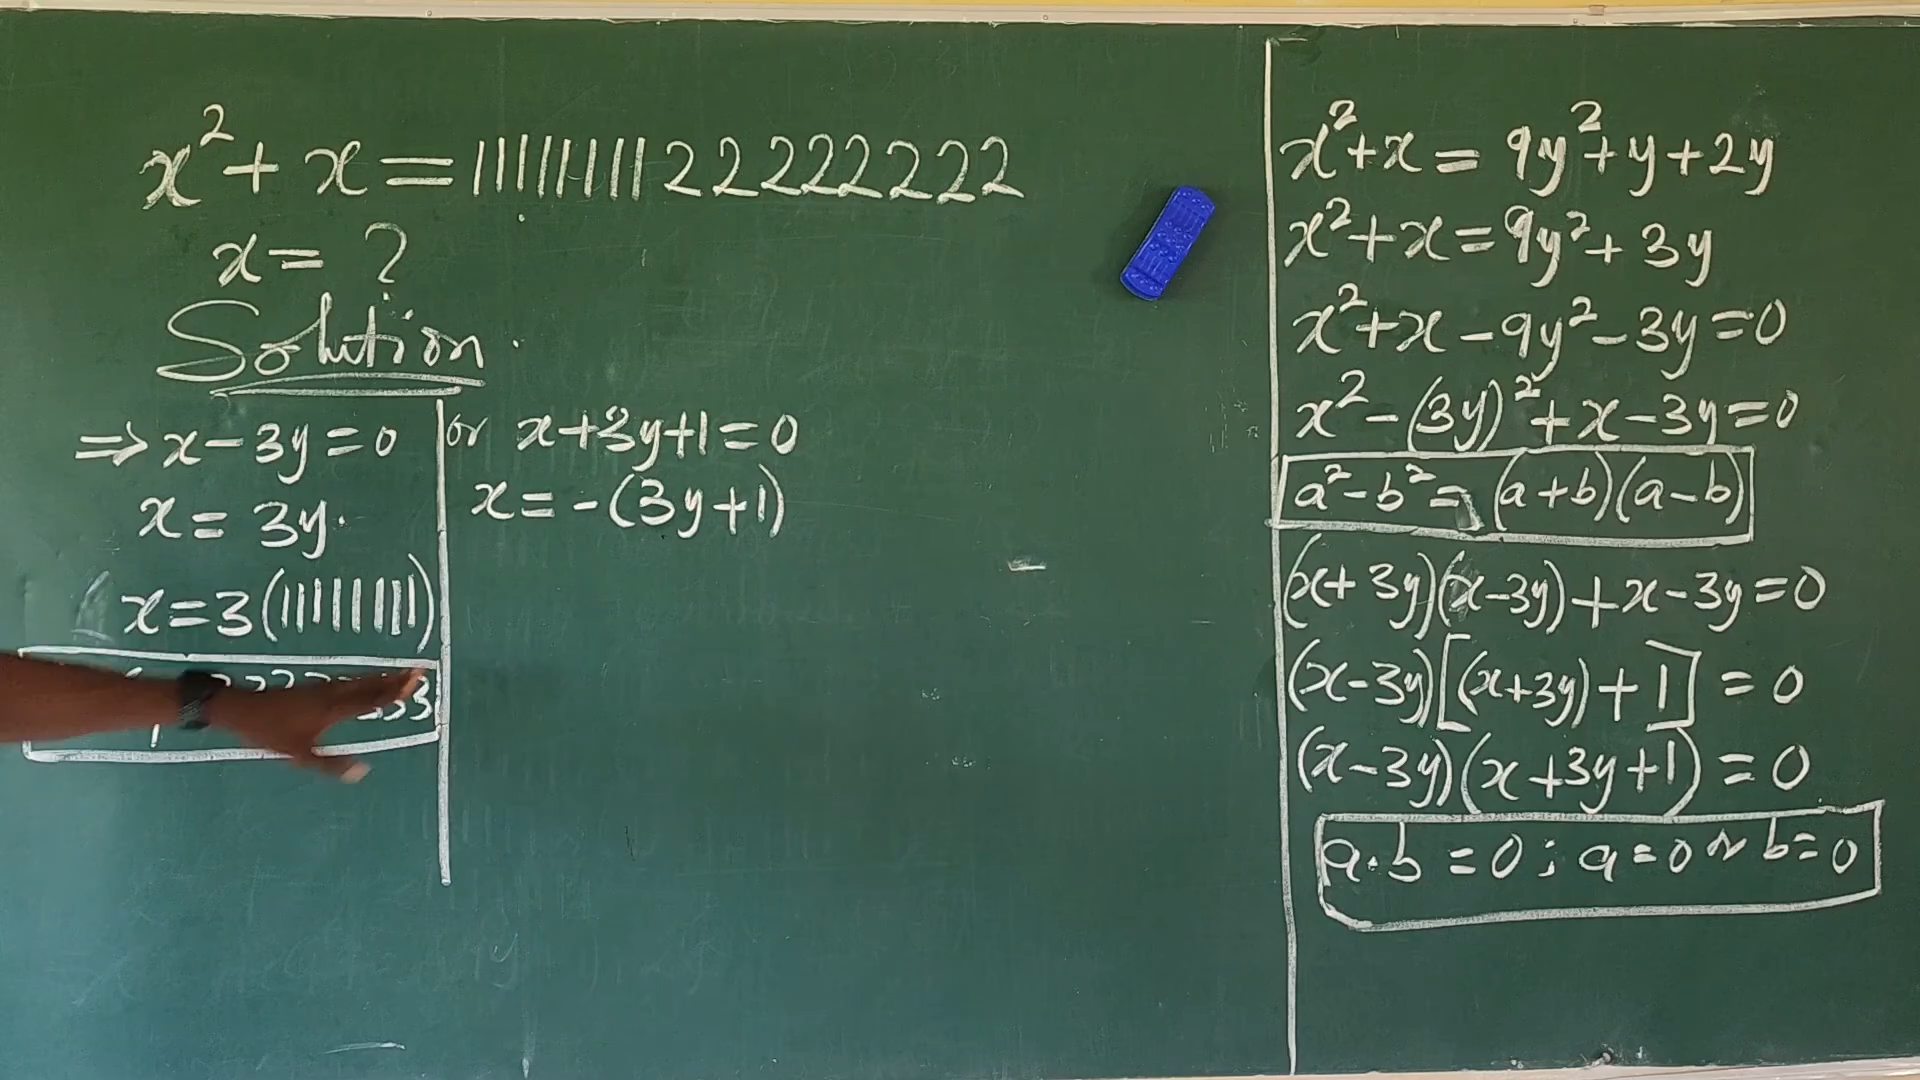 x² + x = 111111111222222222
x = ?
Solution
⇒ x - 3y = 0 or x + 3y + 1 = 0
x = 3y. x = -(3y + 1)
x = 3(111111111)
x² + x = 9y² + y + 2y
x² + x = 9y² + 3y
x² + x - 9y² - 3y = 0
x² - (3y)² + x - 3y = 0
a² - b² = (a + b)(a - b)
(x + 3y)(x - 3y) + x - 3y = 0
(x - 3y)[(x + 3y) + 1] = 0
(x - 3y)(x + 3y + 1) = 0
a · b = 0 ; a = 0 or b = 0